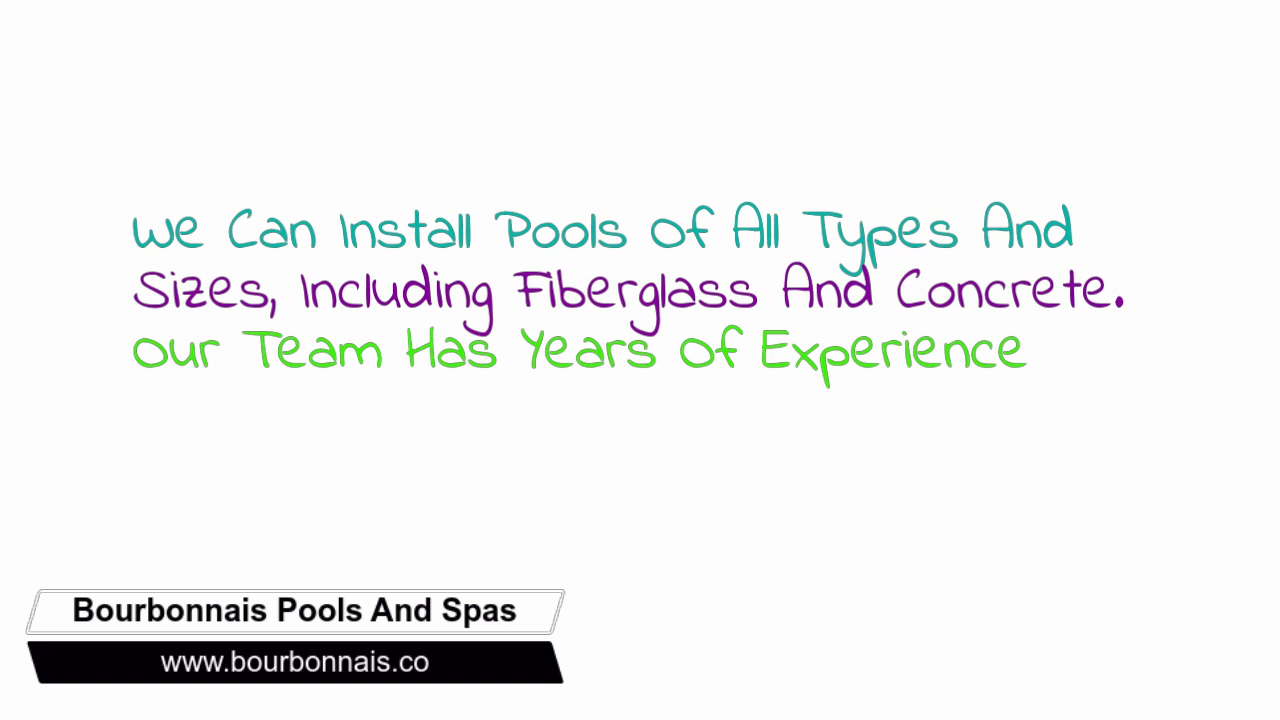 We Can Install Pools Of All Types And
Sizes, Including Fiberglass And Concrete.
Our Team Has Years Of Experience
Bourbonnais Pools And Spas
www.bourbonnais.co